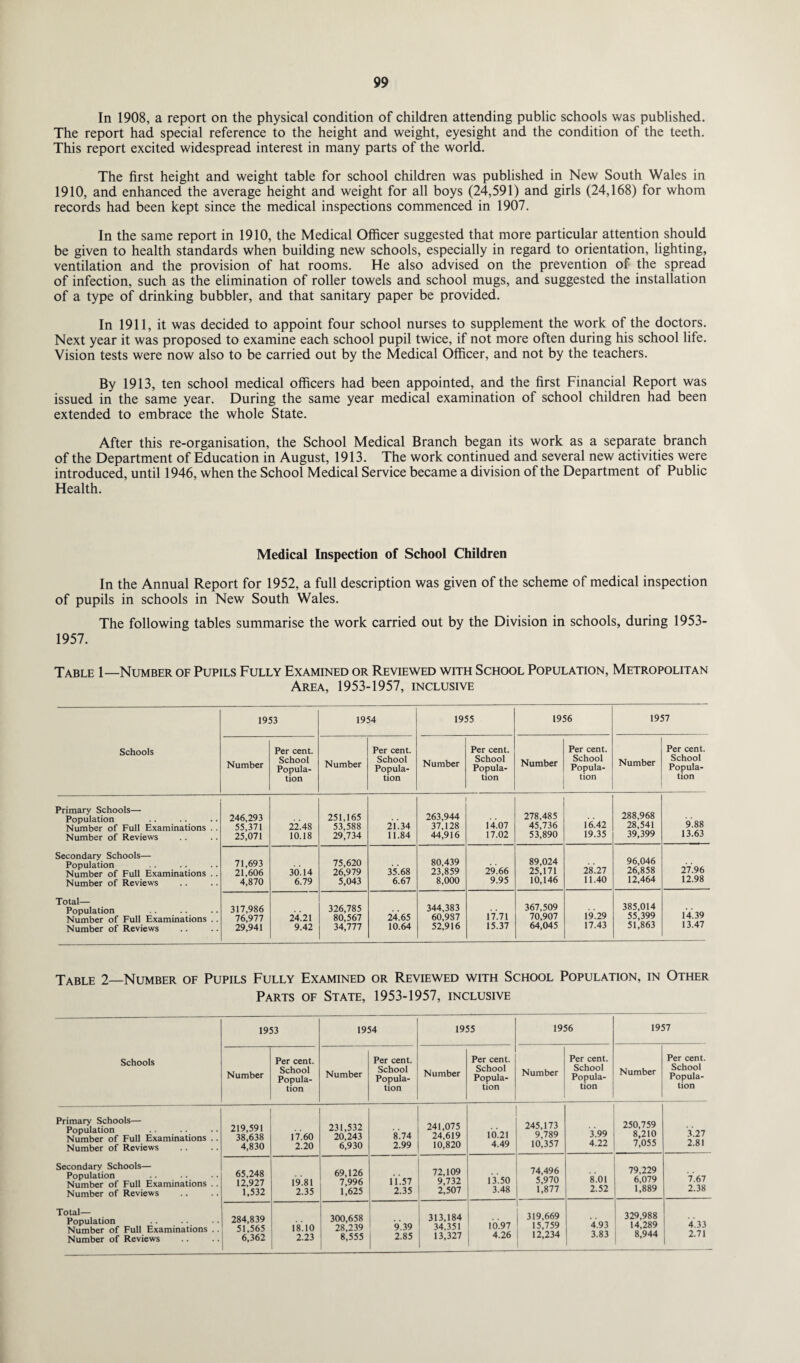 99
In 1908, a report on the physical condition of children attending public schools was published.
The report had special reference to the height and weight, eyesight and the condition of the teeth.
This report excited widespread interest in many parts of the world.
The first height and weight table for school children was published in New South Wales in
1910, and enhanced the average height and weight for all boys (24,591) and girls (24,168) for whom
records had been kept since the medical inspections commenced in 1907.
In the same report in 1910, the Medical Officer suggested that more particular attention should
be given to health standards when building new schools, especially in regard to orientation, lighting,
ventilation and the provision of hat rooms. He also advised on the prevention of the spread
of infection, such as the elimination of roller towels and school mugs, and suggested the installation
of a type of drinking bubbler, and that sanitary paper be provided.
In 1911, it was decided to appoint four school nurses to supplement the work of the doctors.
Next year it was proposed to examine each school pupil twice, if not more often during his school life.
Vision tests were now also to be carried out by the Medical Officer, and not by the teachers.
By 1913, ten school medical officers had been appointed, and the first Financial Report was
issued in the same year. During the same year medical examination of school children had been
extended to embrace the whole State.
After this re-organisation, the School Medical Branch began its work as a separate branch
of the Department of Education in August, 1913. The work continued and several new activities were
introduced, until 1946, when the School Medical Service became a division of the Department of Public
Health.
Medical Inspection of School Children
In the Annual Report for 1952, a full description was given of the scheme of medical inspection
of pupils in schools in New South Wales.
The following tables summarise the work carried out by the Division in schools, during 1953-
1957.
TABLE 1—NUMBER OF PUPILS FULLY EXAMINED OR REVIEWED WITH SCHOOL POPULATION, METROPOLITAN
AREA, 1953-1957, INCLUSIVE
Schools 1953 1954 1955 1956 1957
Number Per cent. School Population Number Per cent. School Population Number Per cent. School Population Number Per cent. School Population Number Per cent. School Population
Primary Schools—
Population .. .. .. 246,293 .. 251,165 .. 263,944 .. 278,485 .. 288,968 ..
Number of Full Examinations .. 55,371 22.48 53,588 21.34 37,128 14.07 45,736 16.42 28,541 9.88
Number of Reviews .. .. 25,071 10.18 29,734 11.84 44,916 17.02 53,890 19.35 39,399 13.63
Secondary Schools—
Population .. .. .. 71,693 .. 75,620 .. 80,439 .. 89,024 .. 96,046 ..
Number of Full Examinations .. 21,606 30.14 26,979 35.68 23,859 29.66 25,171 28.27 26,858 27.96
Number of Reviews .. .. 4,870 6.79 5,043 6.67 8,000 9.95 10,146 11.40 12,464 12.98
Total—
Population .. .. .. 317,986 .. 326,785 .. 344,383 .. 367,509 .. 385,014 ..
Number of Full Examinations .. 76,977 24.21 80,567 24.65 60,987 17.71 70,907 19.29 55,399 14.39
Number of Reviews .. .. 29,941 9.42 34,777 10.64 52,916 15.37 64,045 17.43 51,863 13.47
TABLE 2—NUMBER OF PUPILS FULLY EXAMINED OR REVIEWED WITH SCHOOL POPULATION, IN OTHER
PARTS OF STATE, 1953-1957, INCLUSIVE
Schools 1953 1954 1955 1956 1957
Number Per cent. School Population Number Per cent. School Population Number Per cent. School Population Number Per cent. School Population Number Per cent. School Population
Primary Schools—
Population .. .. .. 219,591 .. 231,532 .. 241,075 .. 245,173 .. 250,759 ..
Number of Full Examinations .. 38,638 17.60 20,243 8.74 24,619 10.21 9,789 3.99 8,210 3.27
Number of Reviews .. .. 4,830 2.20 6,930 2.99 10,820 4.49 10,357 4.22 7,055 2.81
Secondary Schools—
Population .. .. .. 65,248 .. 69,126 .. 72,109 .. 74,496 .. 79,229 ..
Number of Full Examinations .. 12,927 19.81 7,996 11.57 9,732 13.50 5,970 8.01 6,079 7.67
Number of Reviews .. .. 1,532 2.35 1,625 2.35 2,507 3.48 1,877 2.52 1,889 2.38
Total—
Population .. .. .. 284,839 .. 300,658 .. 313,184 .. 319,669 .. 329,988 ..
Number of Full Examinations .. 51,565 18.10 28,239 9.39 34,351 10.97 15,759 4.93 14,289 4.33
Number of Reviews .. .. 6,362 2.23 8,555 2.85 13,327 4.26 12,234 3.83 8,944 2.71